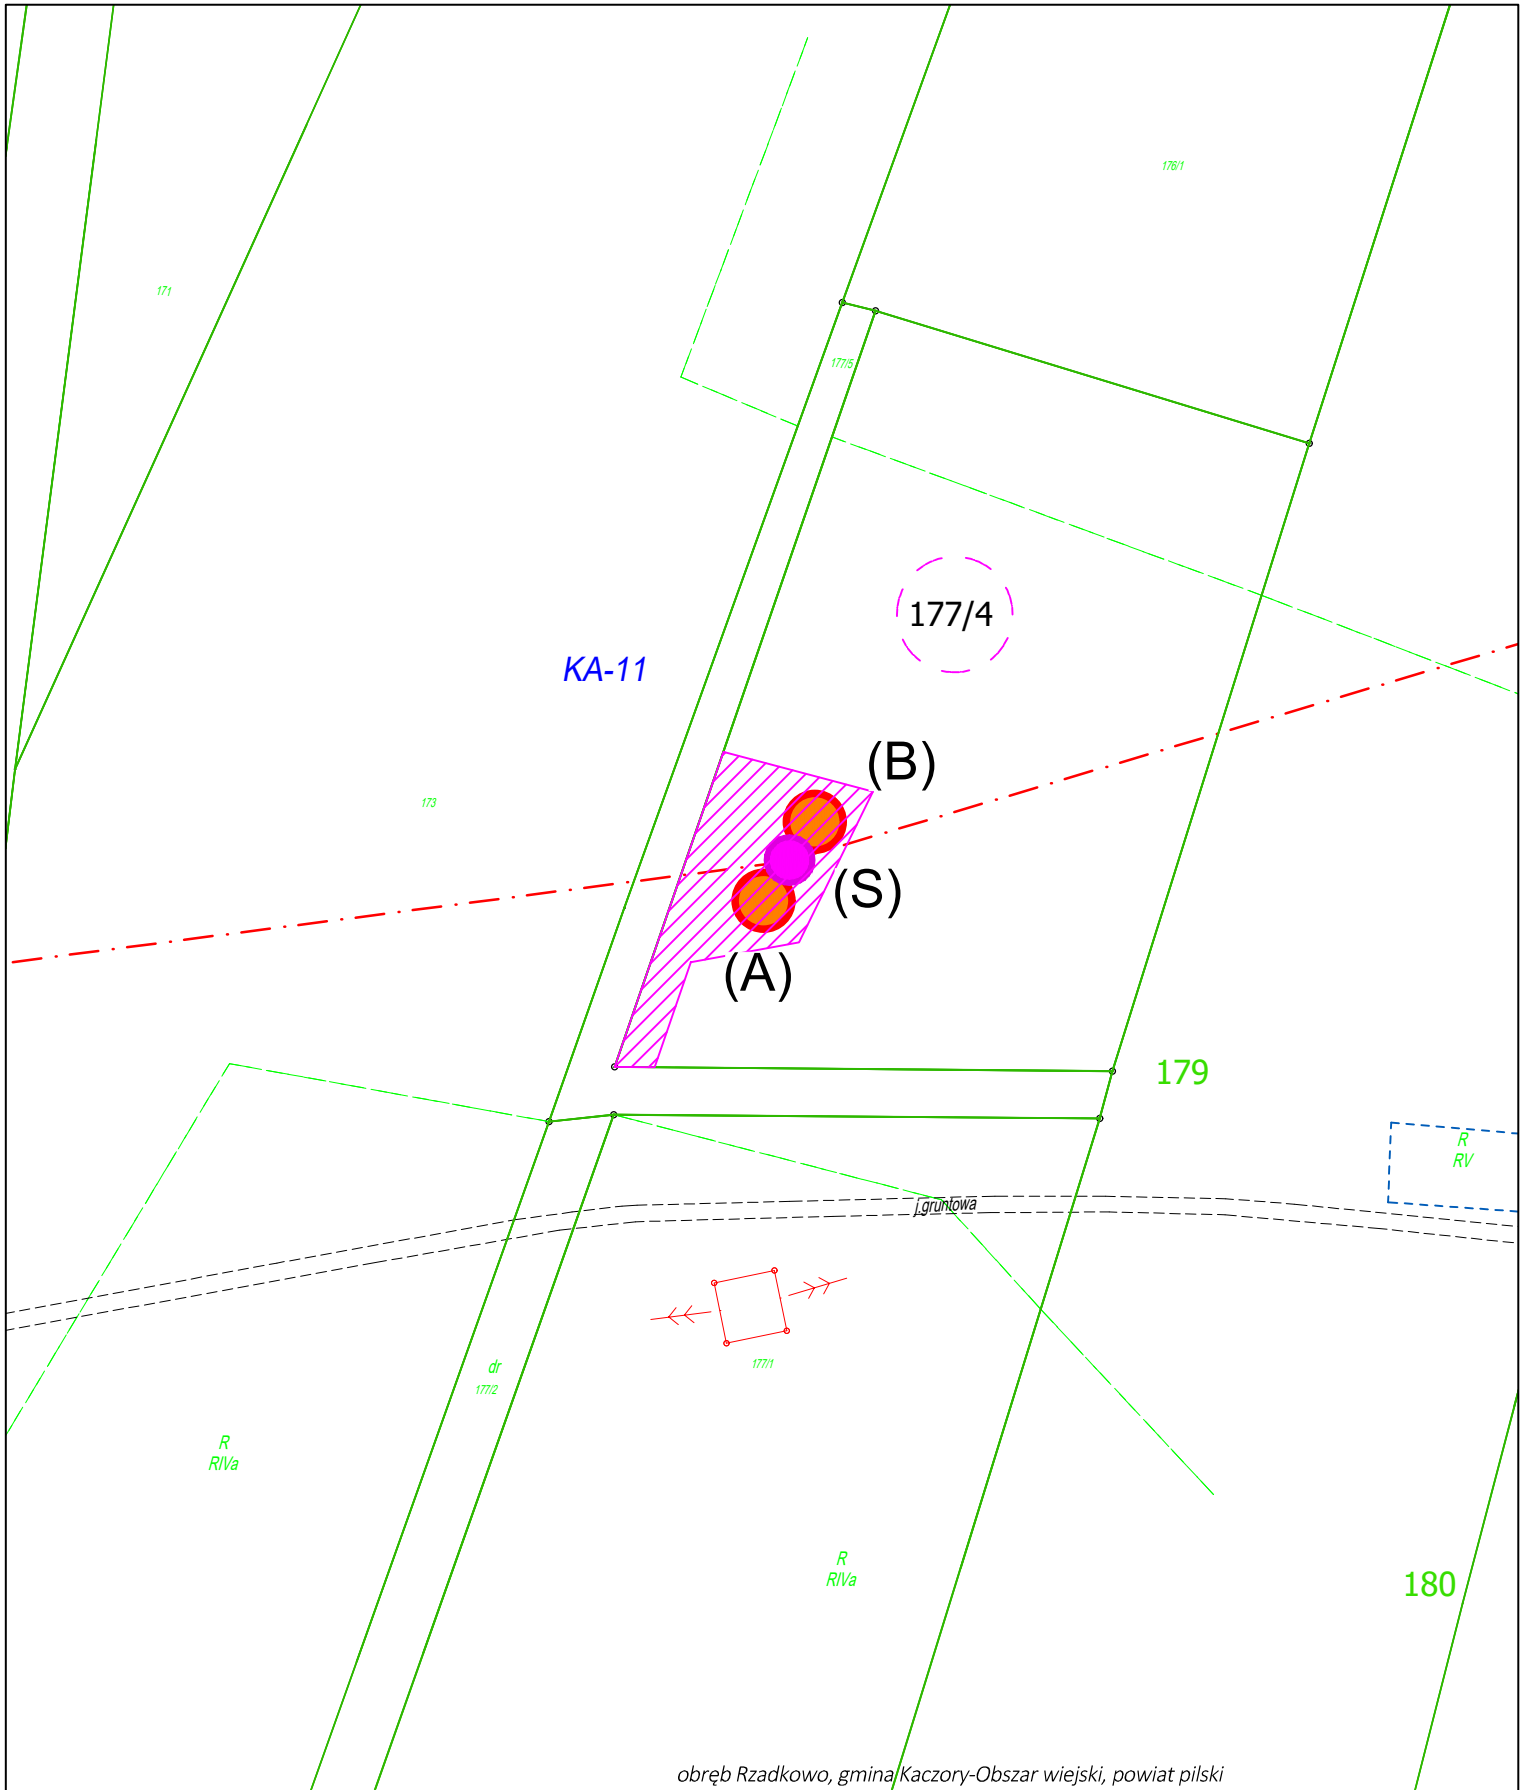 176/1
171
177/5
177/4
KA-11
(B)
173
(S)
(A)
179
R
RV
j.gruntowa
dr
177/1
177/2
R
RIVa
R
RIVa
180
obręb Rzadkowo, gmina Kaczory-Obszar wiejski, powiat pilski